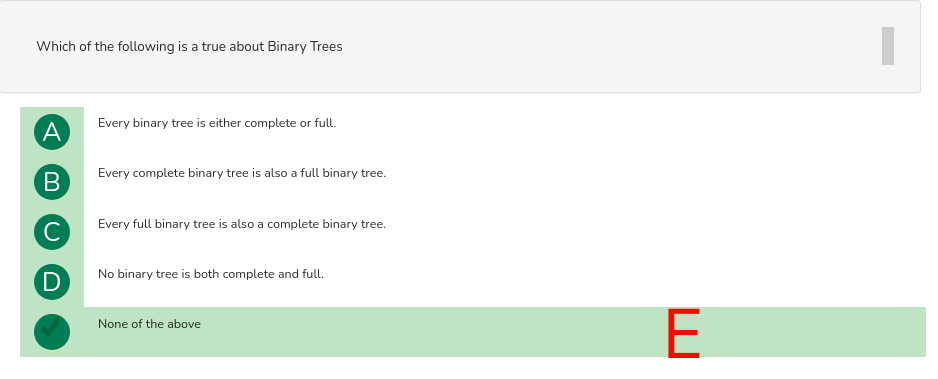 Which of the following is a true about Binary Trees
A Every binary tree is either complete or full.
B Every complete binary tree is also a full binary tree.
C Every full binary tree is also a complete binary tree.
D No binary tree is both complete and full.
None of the above E